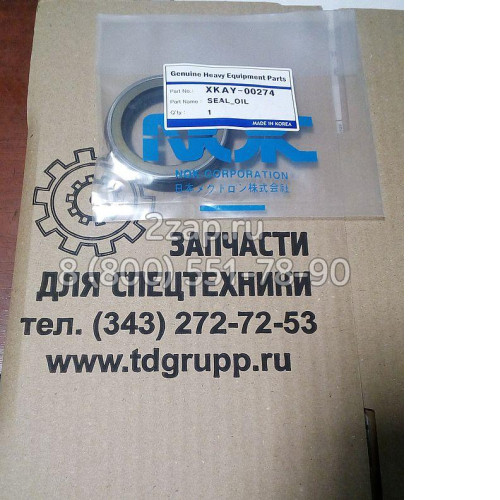 Genuine Heavy Equipment Parts
Part No : XKAY-00274
Part Name : SEAL_OIL
Q'ty : 1
MADE IN KOREA
NOK
NOK CORPORATION
日本メクトロン株式会社
2zap.ru
ЗАПЧАСТИ
8 (800) 551-78-90
ДЛЯ СПЕЦТЕХНИКИ
тел. (343) 272-72-53
www.tdgrupp.ru